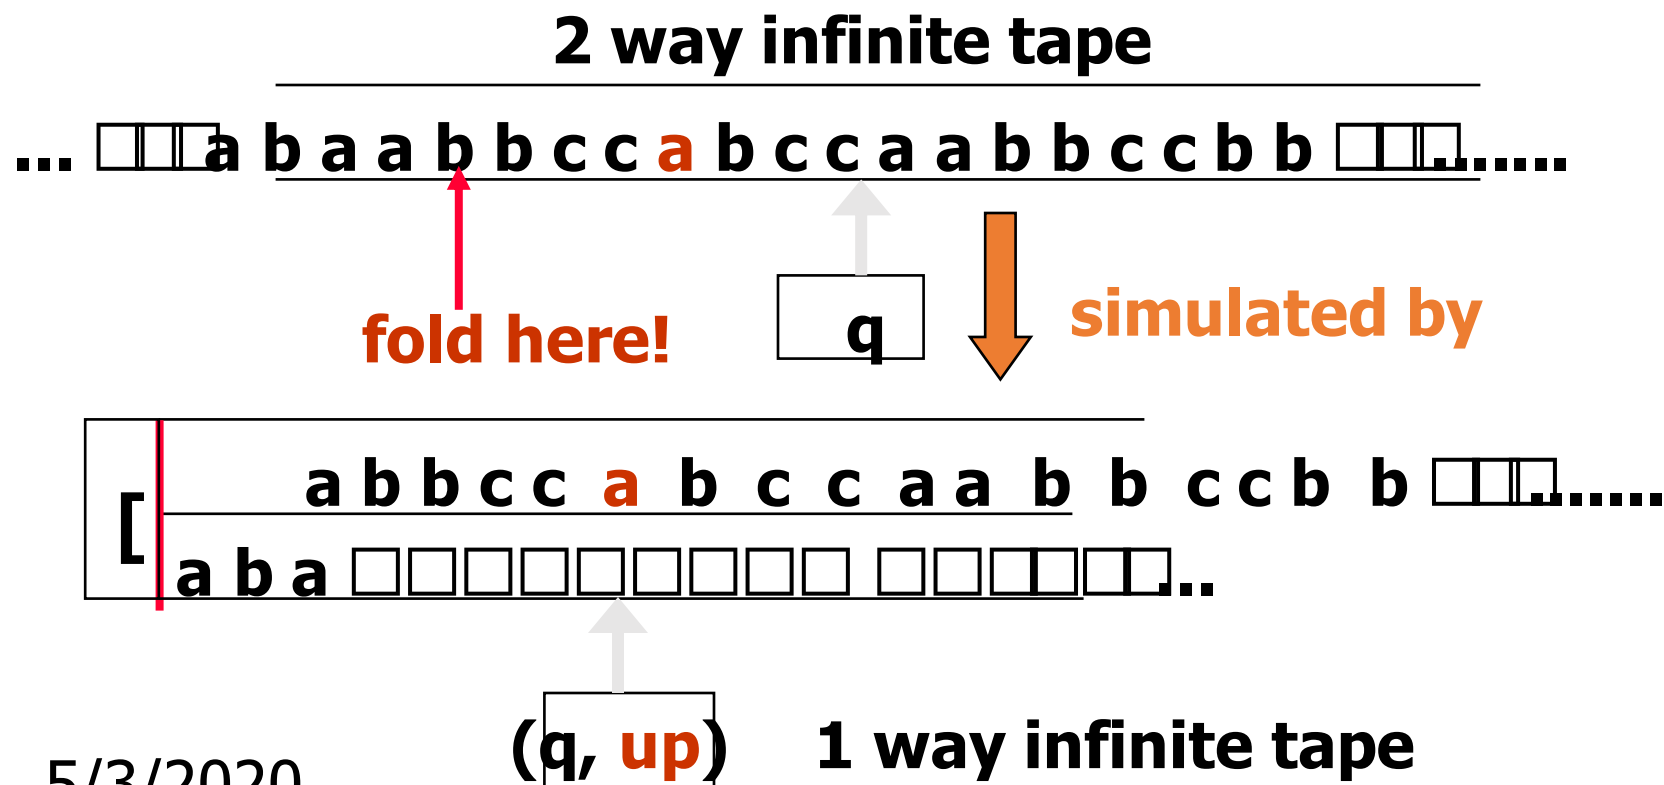 2 way infinite tape
... □□□a b a a b b c c a b c c a a b b c c b b □□□.......
fold here!
q
simulated by
a b b c c a b c c a a b b c c b b □□□.......
[
a b a □□□□□□□□□ □□□□□□...
(q, up) 1 way infinite tape
5/3/2020